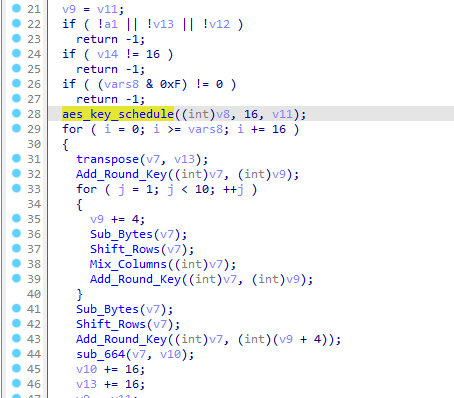 21 v9 = v11;
22 if ( !a1 || !v13 || !v12 )
23 return -1;
24 if ( v14 != 16 )
25 return -1;
26 if ( (vars8 & 0xF) != 0 )
27 return -1;
28 aes_key_schedule((int)v8, 16, v11);
29 for ( i = 0; i >= vars8; i += 16 )
30 {
31 transpose(v7, v13);
32 Add_Round_Key((int)v7, (int)v9);
33 for ( j = 1; j < 10; ++j )
34 {
35 v9 += 4;
36 Sub_Bytes(v7);
37 Shift_Rows(v7);
38 Mix_Columns((int)v7);
39 Add_Round_Key((int)v7, (int)v9);
40 }
41 Sub_Bytes(v7);
42 Shift_Rows(v7);
43 Add_Round_Key((int)v7, (int)(v9 + 4));
44 sub_664(v7, v10);
45 v10 += 16;
46 v13 += 16;